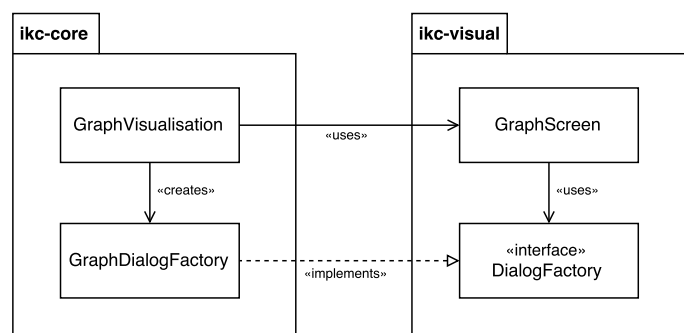 ikc-core
ikc-visual
GraphVisualisation
«uses»
GraphScreen
«creates»
«uses»
GraphDialogFactory
«implements»
«interface»
DialogFactory